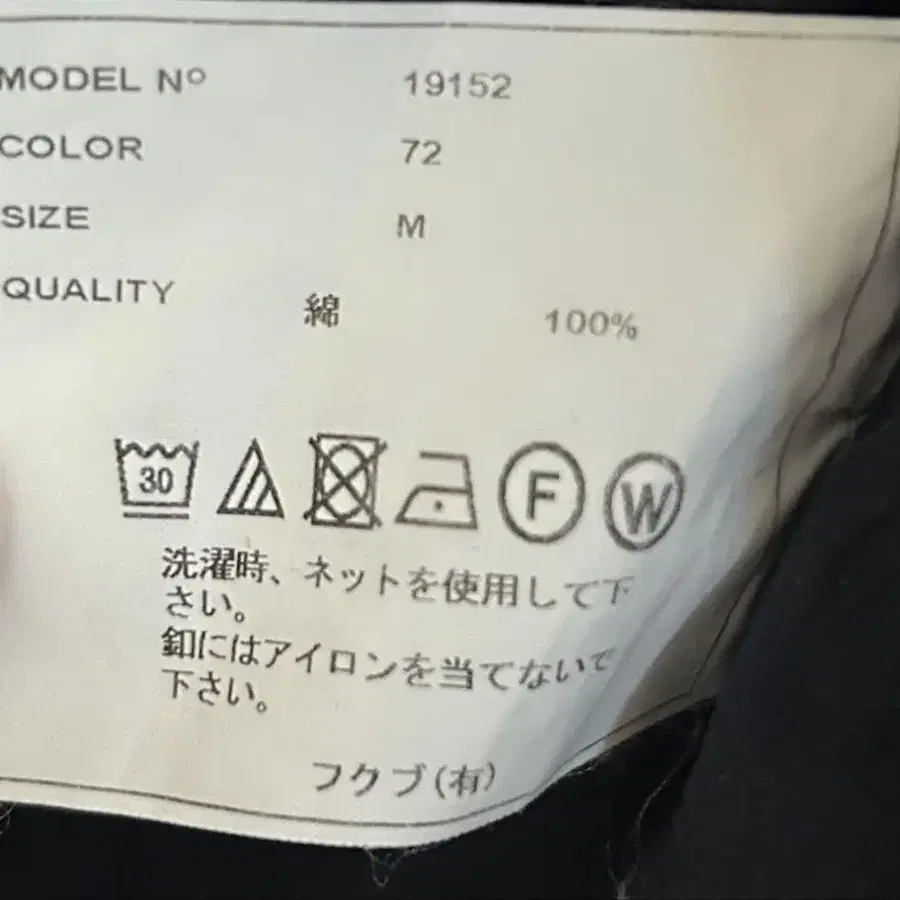 MODEL Nº 19152
COLOR 72
SIZE M
QUALITY 綿 100%
30 F W
洗濯時、ネットを使用して下
さい。
釦にはアイロンを当てないで
下さい。
フクブ(有)